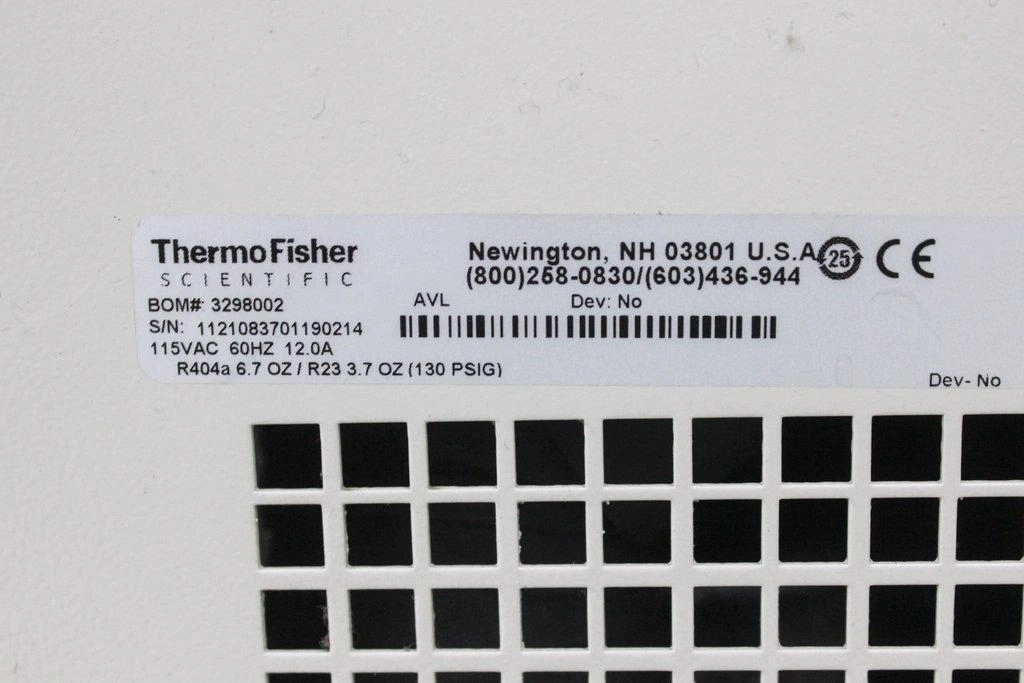 ThermoFisher
SCIENTIFIC
Newington, NH 03801 U.S.A
(800)258-0830/(603)436-944
25
CE
BOM#: 3298002
AVL
Dev: No
S/N: 1121083701190214
115VAC 60HZ 12.0A
R404a 6.7 OZ / R23 3.7 OZ (130 PSIG)
Dev- No